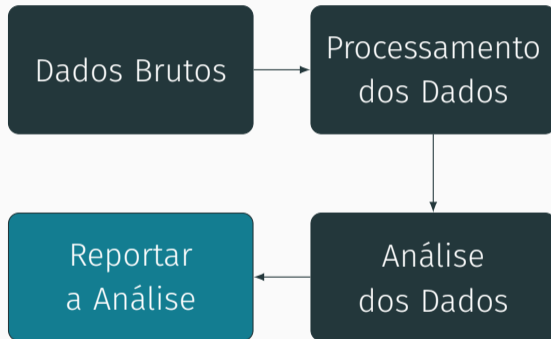 Dados Brutos
Processamento
dos Dados
Análise
dos Dados
Reportar
a Análise